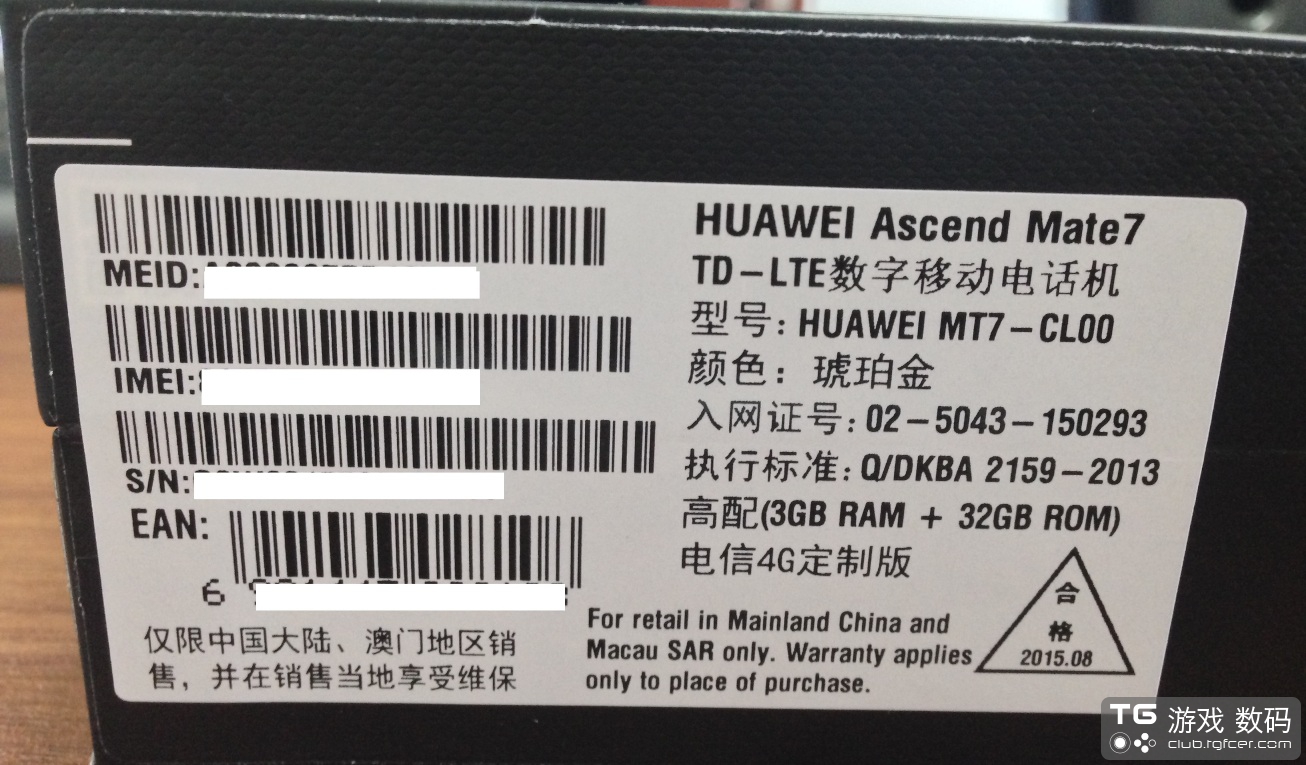 MEID:
IMEI:
S/N:
EAN:
6
仅限中国大陆、澳门地区销
售，并在销售当地享受维保
HUAWEI Ascend Mate7
TD-LTE数字移动电话机
型号: HUAWEI MT7-CL00
颜色: 琥珀金
入网证号: 02-5043-150293
执行标准: Q/DKBA 2159-2013
高配(3GB RAM + 32GB ROM)
电信4G定制版
For retail in Mainland China and
Macau SAR only. Warranty applies
only to place of purchase.
合
格
2015.08
TG 游戏 数码
club.tgfcer.com